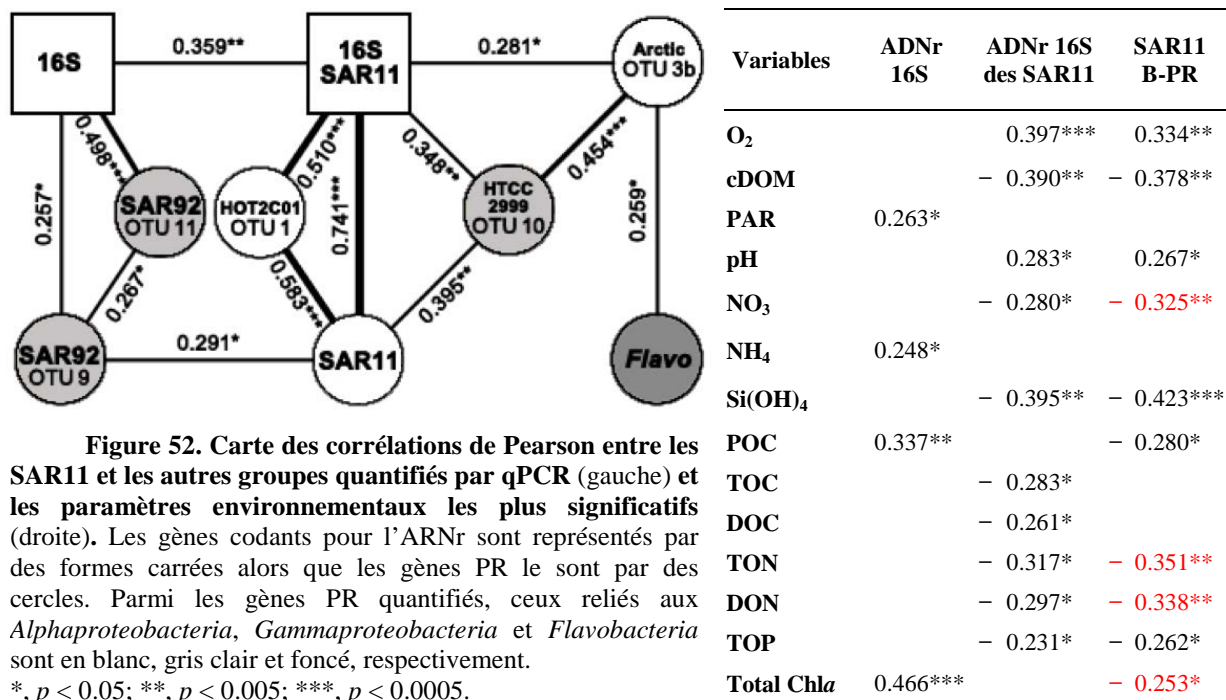 16S
0.359**
16S
SAR11
0.281*
Arctic
OTU 3b
0.498***
0.257*
0.510***
0.741***
0.348**
0.454***
0.259*
SAR92
OTU 11
HOT2C01
OTU 1
HTCC
2999
OTU 10
0.267*
0.583***
0.395**
SAR92
OTU 9
0.291*
SAR11
Flavo
Figure 52. Carte des corrélations de Pearson entre les
SAR11 et les autres groupes quantifiés par qPCR (gauche) et
les paramètres environnementaux les plus significatifs
(droite). Les gènes codants pour l'ARNr sont représentés par
des formes carrées alors que les gènes PR le sont par des
cercles. Parmi les gènes PR quantifiés, ceux reliés aux
Alphaproteobacteria, Gammaproteobacteria et Flavobacteria
sont en blanc, gris clair et foncé, respectivement.
*, p < 0.05; **, p < 0.005; ***, p < 0.0005.
Variables ADNr 16S ADNr 16S des SAR11 SAR11 B-PR
O₂ 0.397*** 0.334**
cDOM − 0.390** − 0.378**
PAR 0.263*
pH 0.283* 0.267*
NO₃ − 0.280* − 0.325**
NH₄ 0.248*
Si(OH)₄ − 0.395** − 0.423***
POC 0.337** − 0.280*
TOC − 0.283*
DOC − 0.261*
TON − 0.317* − 0.351**
DON − 0.297* − 0.338**
TOP − 0.231* − 0.262*
Total Chla 0.466*** − 0.253*